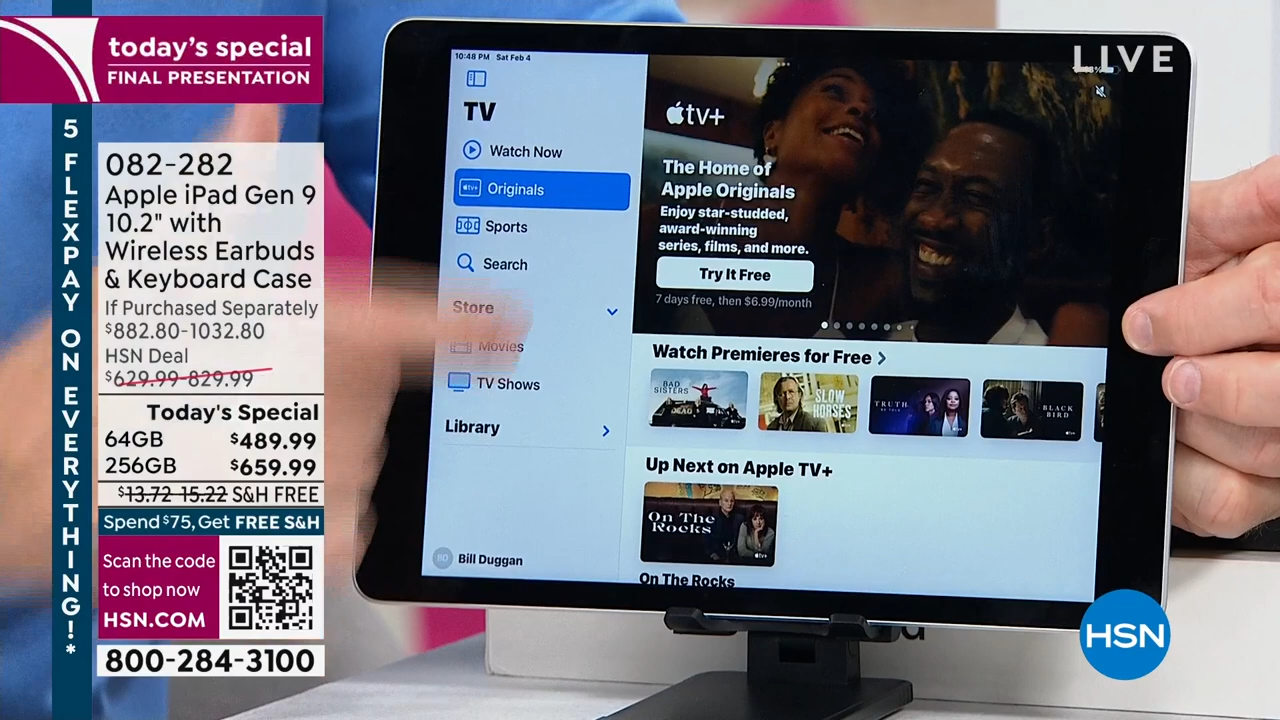 today's special
FINAL PRESENTATION
5 FLEXPAY ON EVERYTHING!*
082-282
Apple iPad Gen 9
10.2" with
Wireless Earbuds
& Keyboard Case
If Purchased Separately
$882.80-1032.80
HSN Deal
$629.99-829.99
Today's Special
64GB $489.99
256GB $659.99
$13.72-15.22 S&H FREE
Spend $75, Get FREE S&H
Scan the code
to shop now
HSN.COM
800-284-3100
LIVE
10:48 PM Sat Feb 4
TV
Watch Now
Originals
Sports
Search
Store
Movies
TV Shows
Library
BD Bill Duggan
tv+
The Home of
Apple Originals
Enjoy star-studded,
award-winning
series, films, and more.
Try It Free
7 days free, then $6.99/month
Watch Premieres for Free >
BAD
SISTERS
SLOW
HORSES
TRUTH
BE TOLD
BLACK
BIRD
Up Next on Apple TV+
On The
Rocks
On The Rocks
HSN